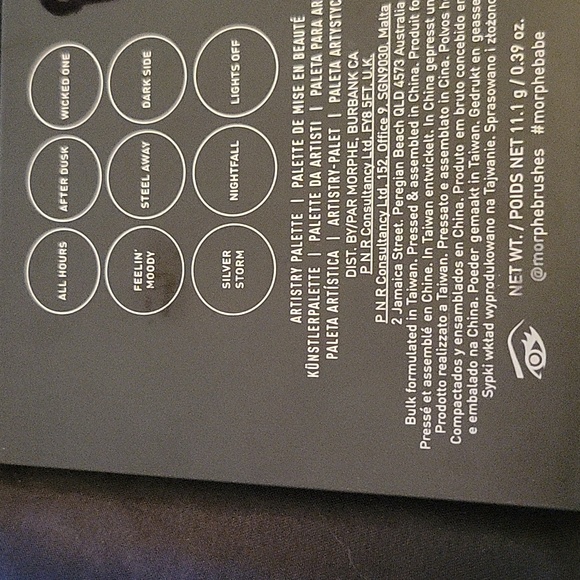 ALL HOURS AFTER DUSK WICKED ONE
FEELIN' MOODY STEEL AWAY DARK SIDE
SILVER STORM NIGHTFALL LIGHTS OFF
ARTISTRY PALETTE | PALETTE DE MISE EN BEAUTÉ
KÜNSTLERPALETTE | PALETTE DA ARTISTI | PALETA PARA AR
PALETA ARTÍSTICA | ARTISTRY-PALET | PALETA ARTYSTYC
DIST. BY/PAR MORPHE, BURBANK CA
P N R Consultancy Ltd. FY8 5FT U.K.
P N R Consultancy Ltd. 152, Office 9, SGN9030, Malta
2 Jamaica Street. Peregian Beach QLD 4573 Australia
Bulk formulated in Taiwan. Pressed & assembled in China. Produit fo
Pressé et assemblé en Chine. In Taiwan entwickelt. In China gepresst un
Prodotto realizzato a Taiwan. Pressato e assemblato in Cina. Polvos h
Compactados y ensamblados en China. Produto em bruto concebido e
e embalado na China. Poeder gemaakt in Taiwan. Gedrukt en geasse
Sypki wkład wyprodukowano na Tajwanie. Sprasowano i złożono
NET WT. / POIDS NET 11.1 g / 0.39 oz.
@morphebrushes #morphebabe